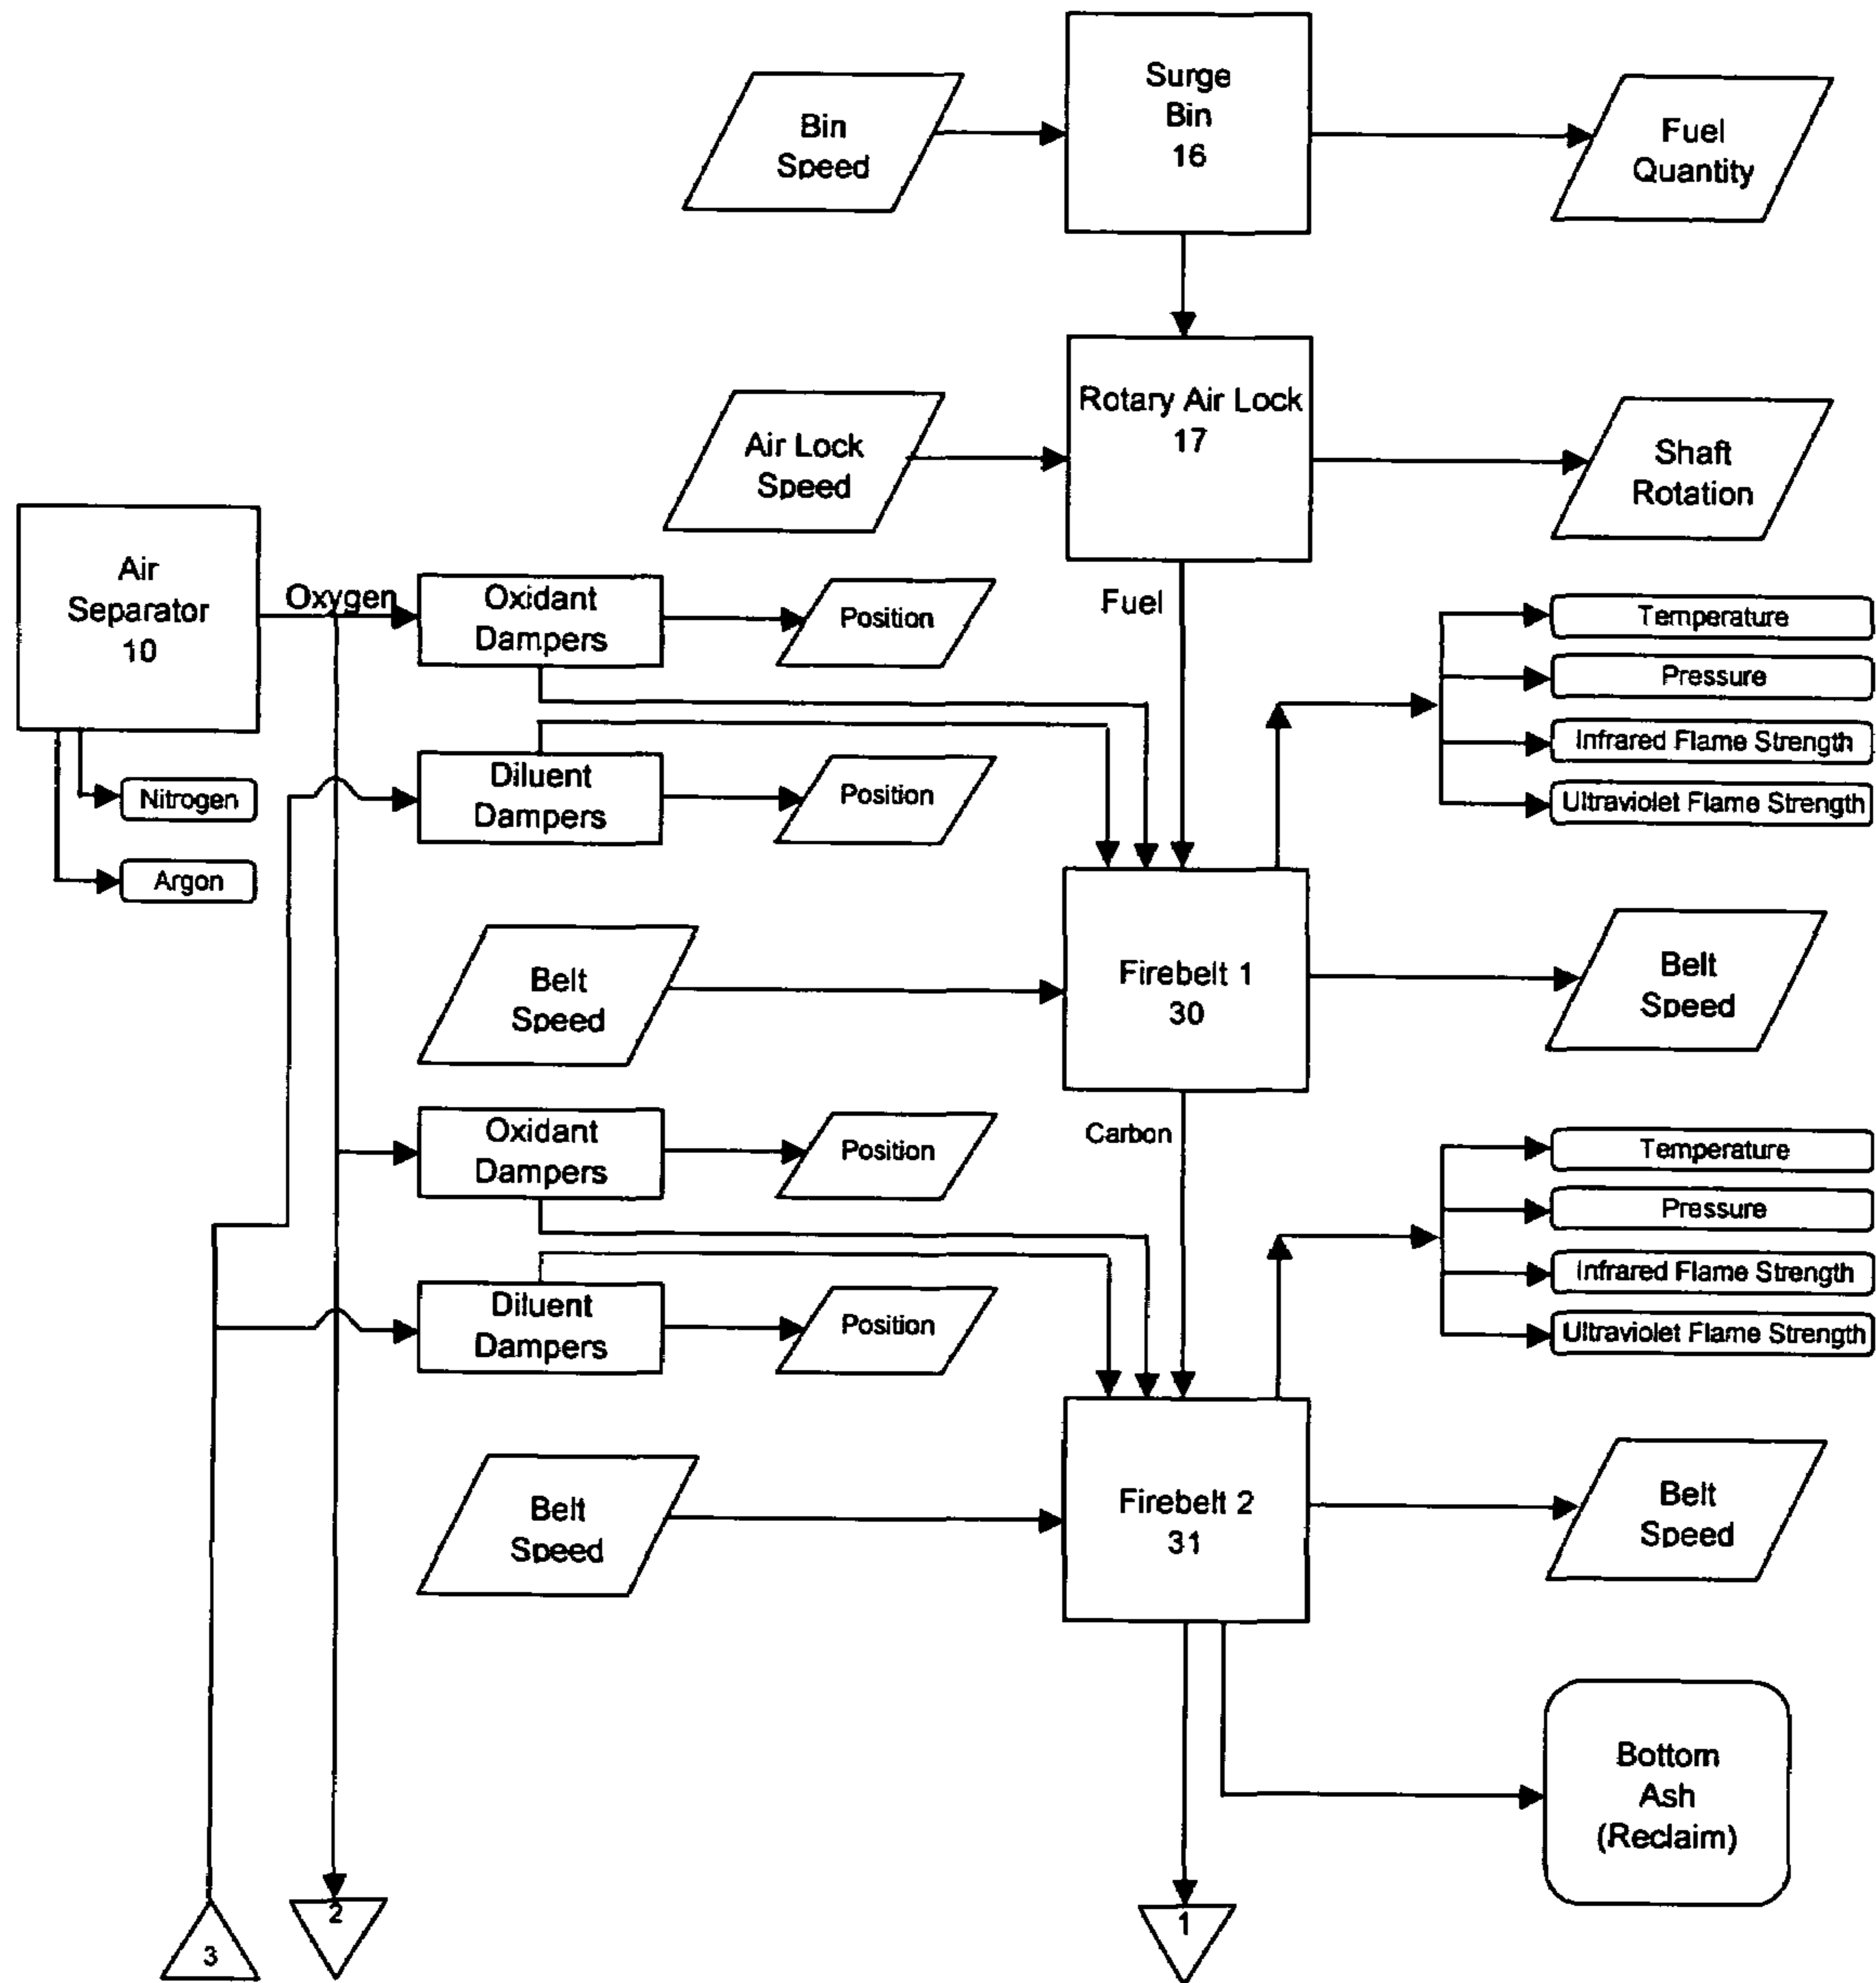 Surge
Bin
16
Bin
Speed
Fuel
Quantity
Rotary Air Lock
17
Air Lock
Speed
Shaft
Rotation
Air
Separator
10
Oxygen
Oxidant
Dampers
Position
Fuel
Temperature
Pressure
Infrared Flame Strength
Ultraviolet Flame Strength
Diluent
Dampers
Position
Nitrogen
Argon
Belt
Speed
Firebelt 1
30
Belt
Speed
Oxidant
Dampers
Position
Carbon
Temperature
Pressure
Infrared Flame Strength
Ultraviolet Flame Strength
Diluent
Dampers
Position
Belt
Speed
Firebelt 2
31
Belt
Speed
Bottom
Ash
(Reclaim)
3
2
1